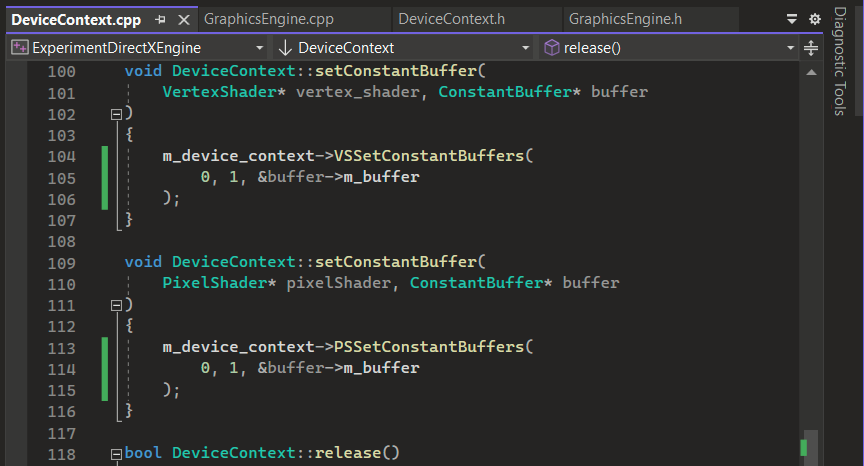 DeviceContext.cpp GraphicsEngine.cpp DeviceContext.h GraphicsEngine.h
ExperimentDirectXEngine DeviceContext release()
Diagnostic Tools
100 void DeviceContext::setConstantBuffer(
101 VertexShader* vertex_shader, ConstantBuffer* buffer
102 )
103 {
104 m_device_context->VSSetConstantBuffers(
105 0, 1, &buffer->m_buffer
106 );
107 }
108
109 void DeviceContext::setConstantBuffer(
110 PixelShader* pixelShader, ConstantBuffer* buffer
111 )
112 {
113 m_device_context->PSSetConstantBuffers(
114 0, 1, &buffer->m_buffer
115 );
116 }
117
118 bool DeviceContext::release()